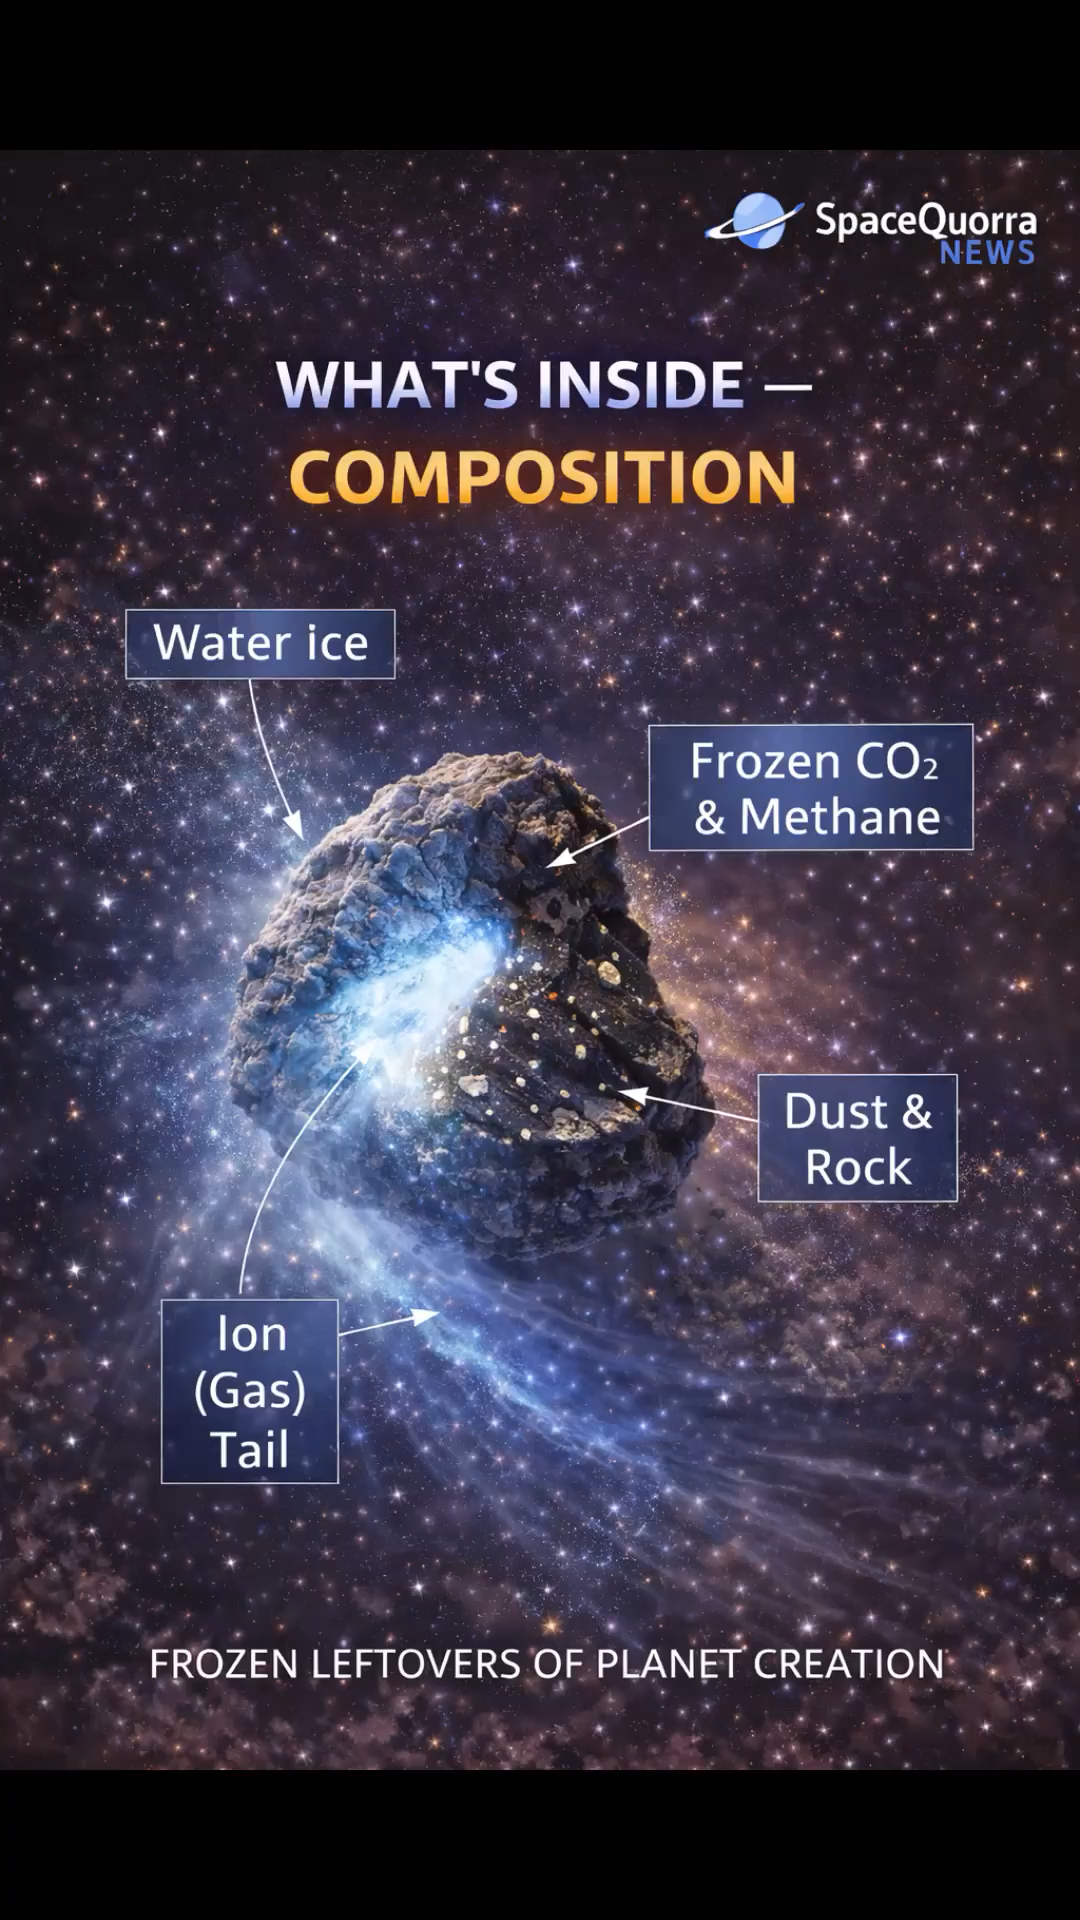 SpaceQuorra
NEWS
WHAT'S INSIDE —
COMPOSITION
Water ice
Frozen CO₂
& Methane
Dust &
Rock
Ion
(Gas)
Tail
FROZEN LEFTOVERS OF PLANET CREATION